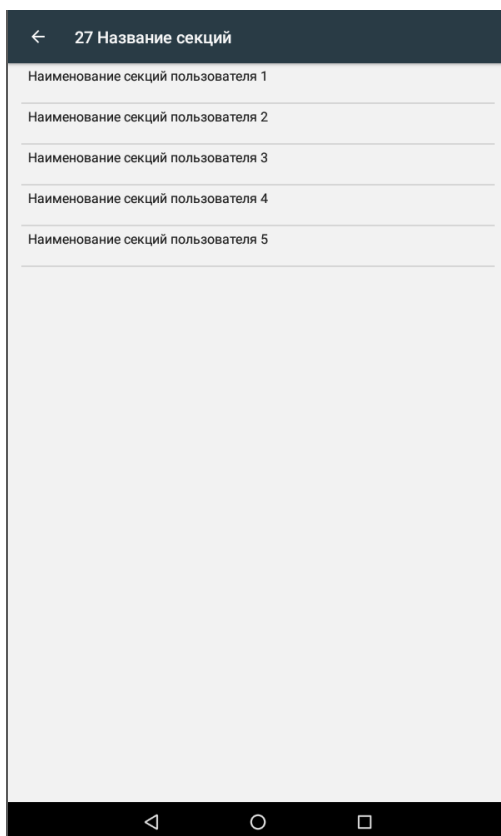 27 Название секций
Наименование секций пользователя 1
Наименование секций пользователя 2
Наименование секций пользователя 3
Наименование секций пользователя 4
Наименование секций пользователя 5